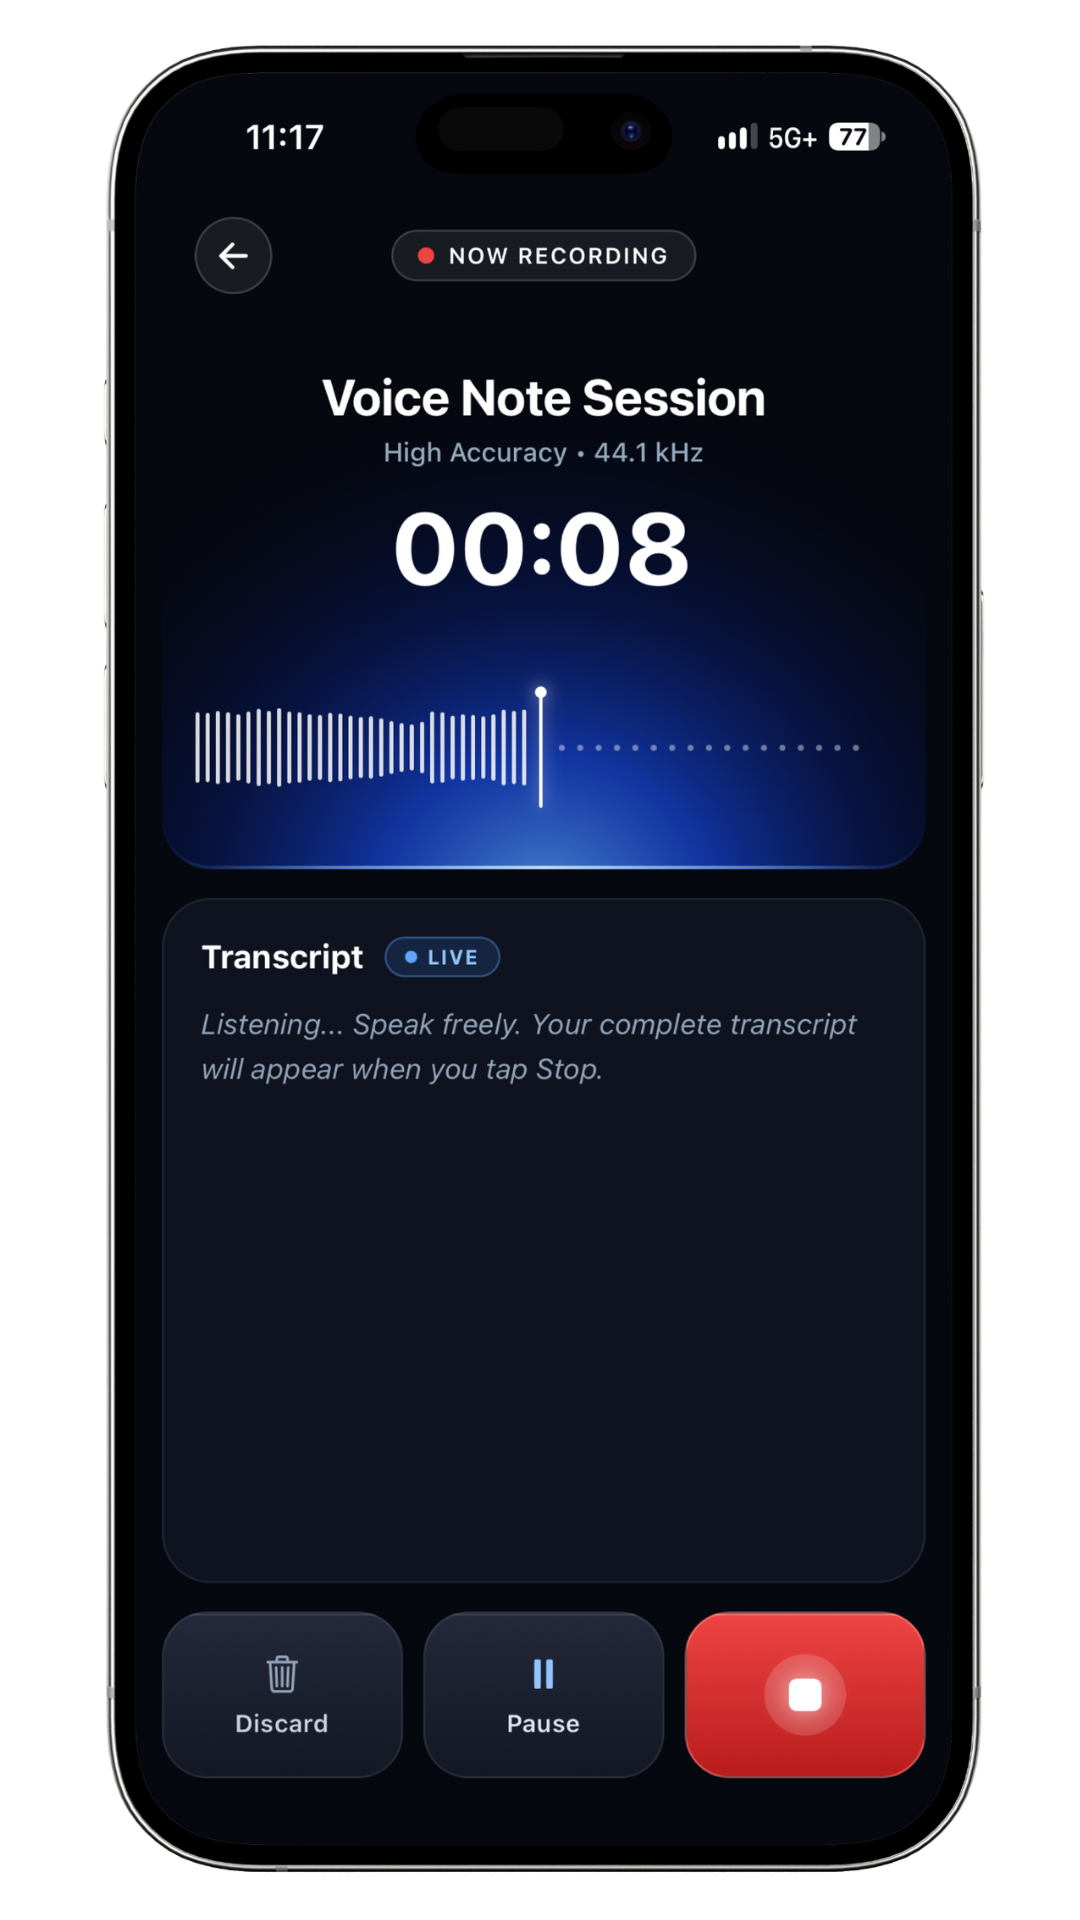 11:17
5G+ 77
NOW RECORDING
Voice Note Session
High Accuracy • 44.1 kHz
00:08
Transcript
LIVE
Listening... Speak freely. Your complete transcript
will appear when you tap Stop.
Discard
Pause